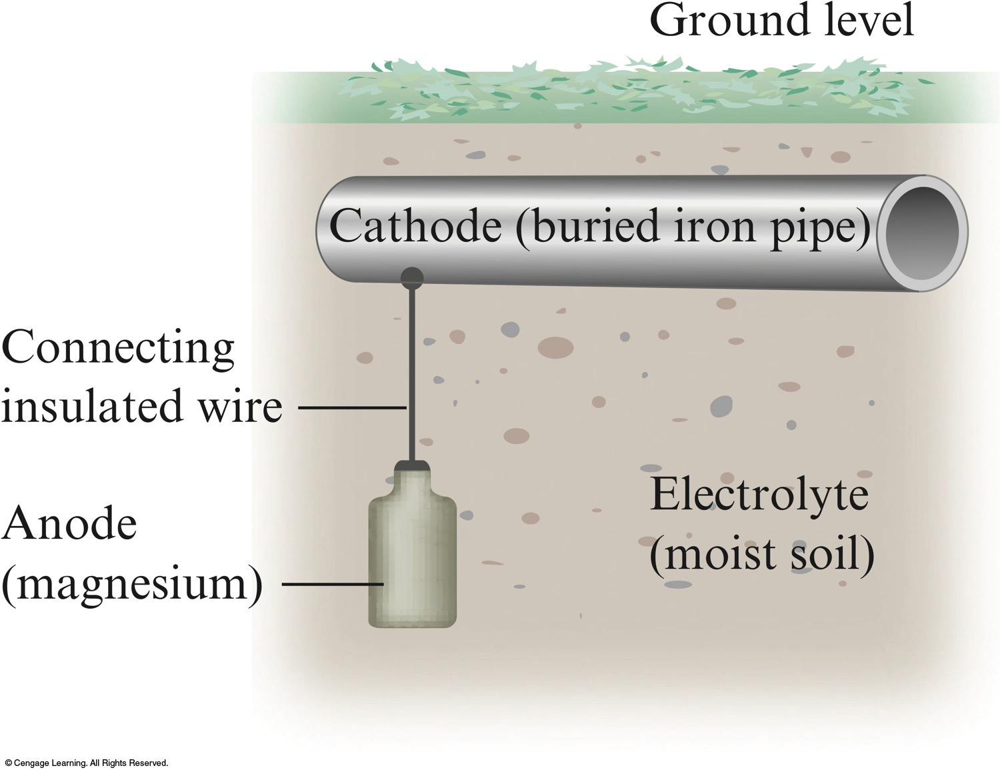 Ground level
Cathode (buried iron pipe)
Connecting
insulated wire
Anode
(magnesium)
Electrolyte
(moist soil)
© Cengage Learning. All Rights Reserved.